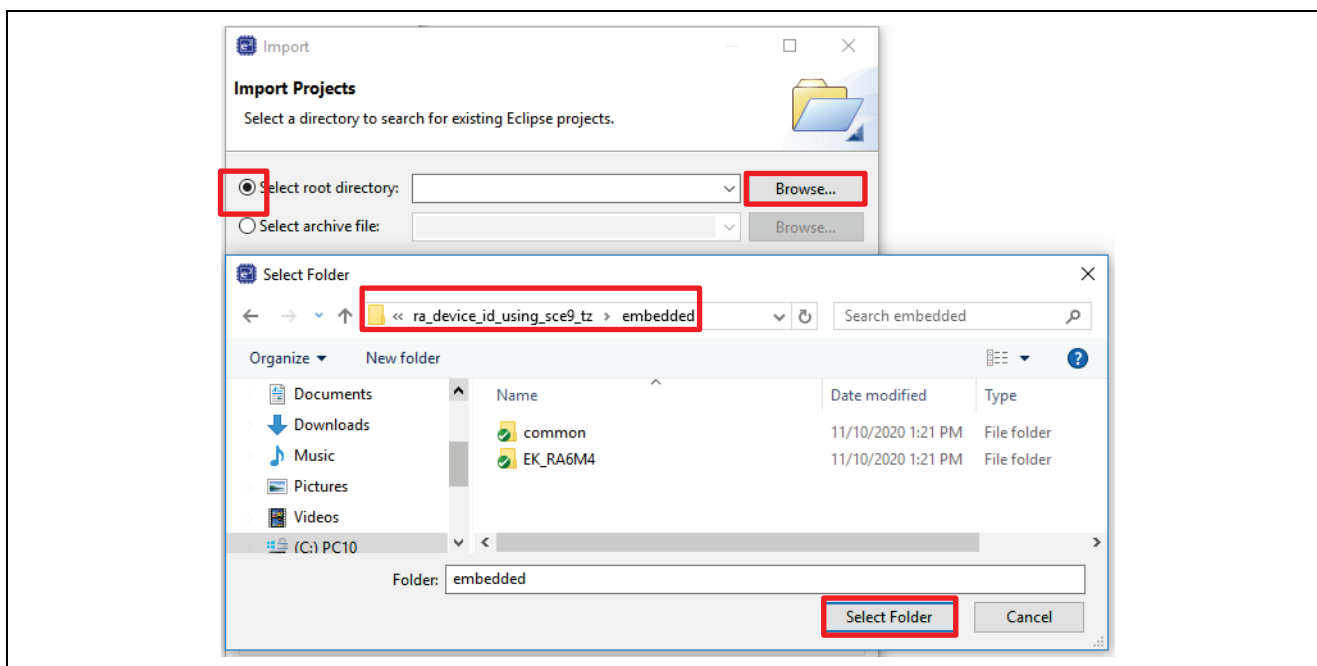 Import
Import Projects
Select a directory to search for existing Eclipse projects.
Select root directory:
Browse...
Select archive file:
Browse...
Select Folder
« ra_device_id_using_sce9_tz › embedded
Search embedded
Organize
New folder
Documents
Downloads
Music
Pictures
Videos
(C:) PC10
Name
Date modified
Type
common
11/10/2020 1:21 PM
File folder
EK_RA6M4
11/10/2020 1:21 PM
File folder
Folder:
embedded
Select Folder
Cancel